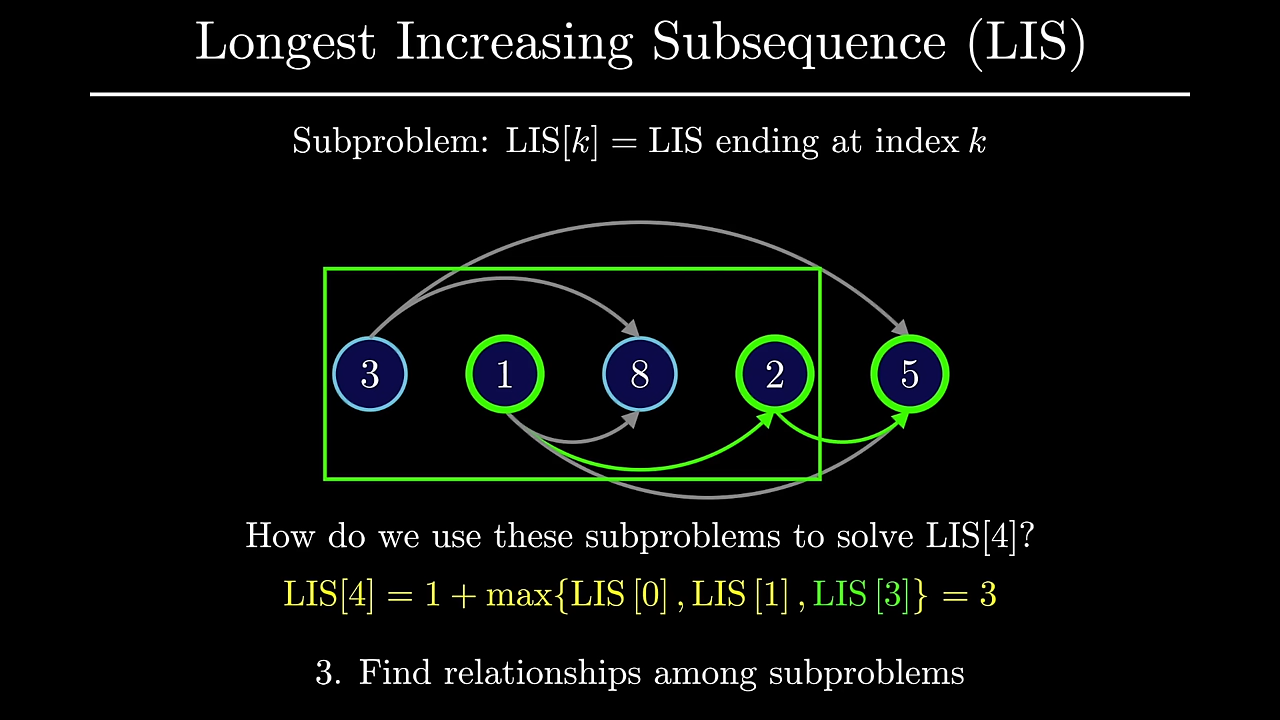 Longest Increasing Subsequence (LIS)
Subproblem: LIS[k] = LIS ending at index k
3 1 8 2 5
How do we use these subproblems to solve LIS[4]?
LIS[4] = 1 + max{LIS [0] , LIS [1] , LIS [3]} = 3
3. Find relationships among subproblems